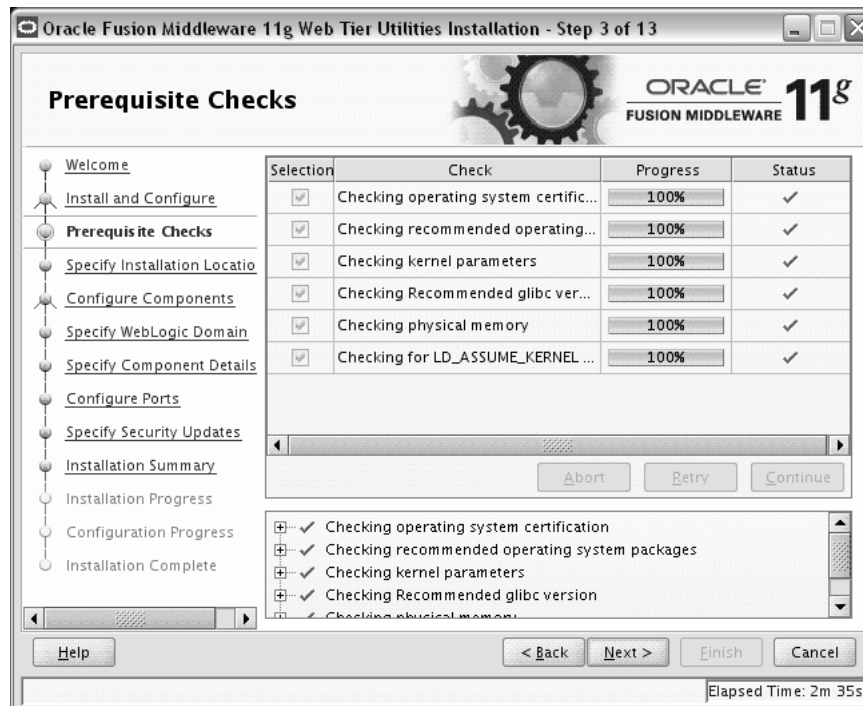 Oracle Fusion Middleware 11g Web Tier Utilities Installation - Step 3 of 13
Prerequisite Checks
ORACLE
FUSION MIDDLEWARE 11g
Welcome
Install and Configure
Prerequisite Checks
Specify Installation Locatio
Configure Components
Specify WebLogic Domain
Specify Component Details
Configure Ports
Specify Security Updates
Installation Summary
Installation Progress
Configuration Progress
Installation Complete
Selection Check Progress Status
Checking operating system certific... 100%
Checking recommended operating... 100%
Checking kernel parameters 100%
Checking Recommended glibc ver... 100%
Checking physical memory 100%
Checking for LD_ASSUME_KERNEL ... 100%
Abort Retry Continue
Checking operating system certification
Checking recommended operating system packages
Checking kernel parameters
Checking Recommended glibc version
Checking physical memory
Help < Back Next > Finish Cancel
Elapsed Time: 2m 35s